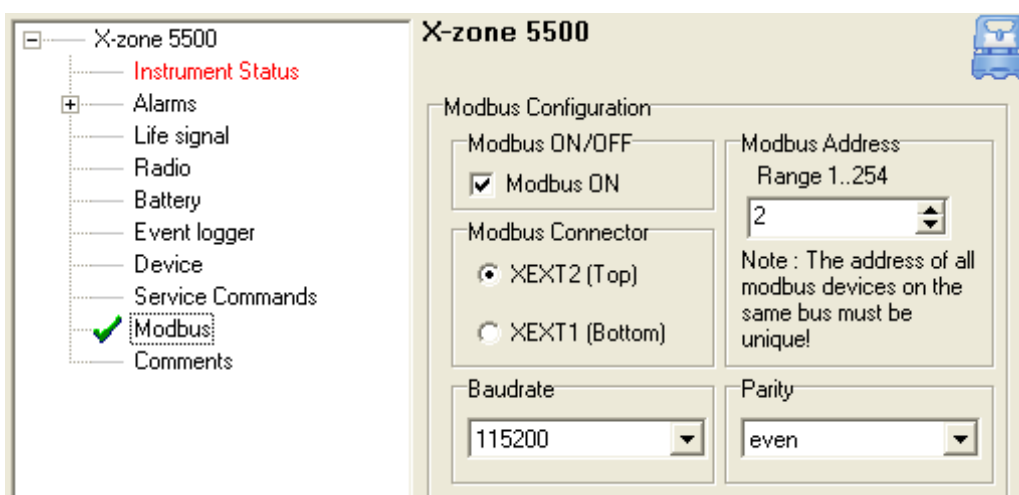 X-zone 5500
Instrument Status
Alarms
Life signal
Radio
Battery
Event logger
Device
Service Commands
Modbus
Comments
X-zone 5500
Modbus Configuration
Modbus ON/OFF
Modbus ON
Modbus Connector
XEXT2 (Top)
XEXT1 (Bottom)
Modbus Address
Range 1..254
2
Note : The address of all
modbus devices on the
same bus must be
unique!
Baudrate
115200
Parity
even